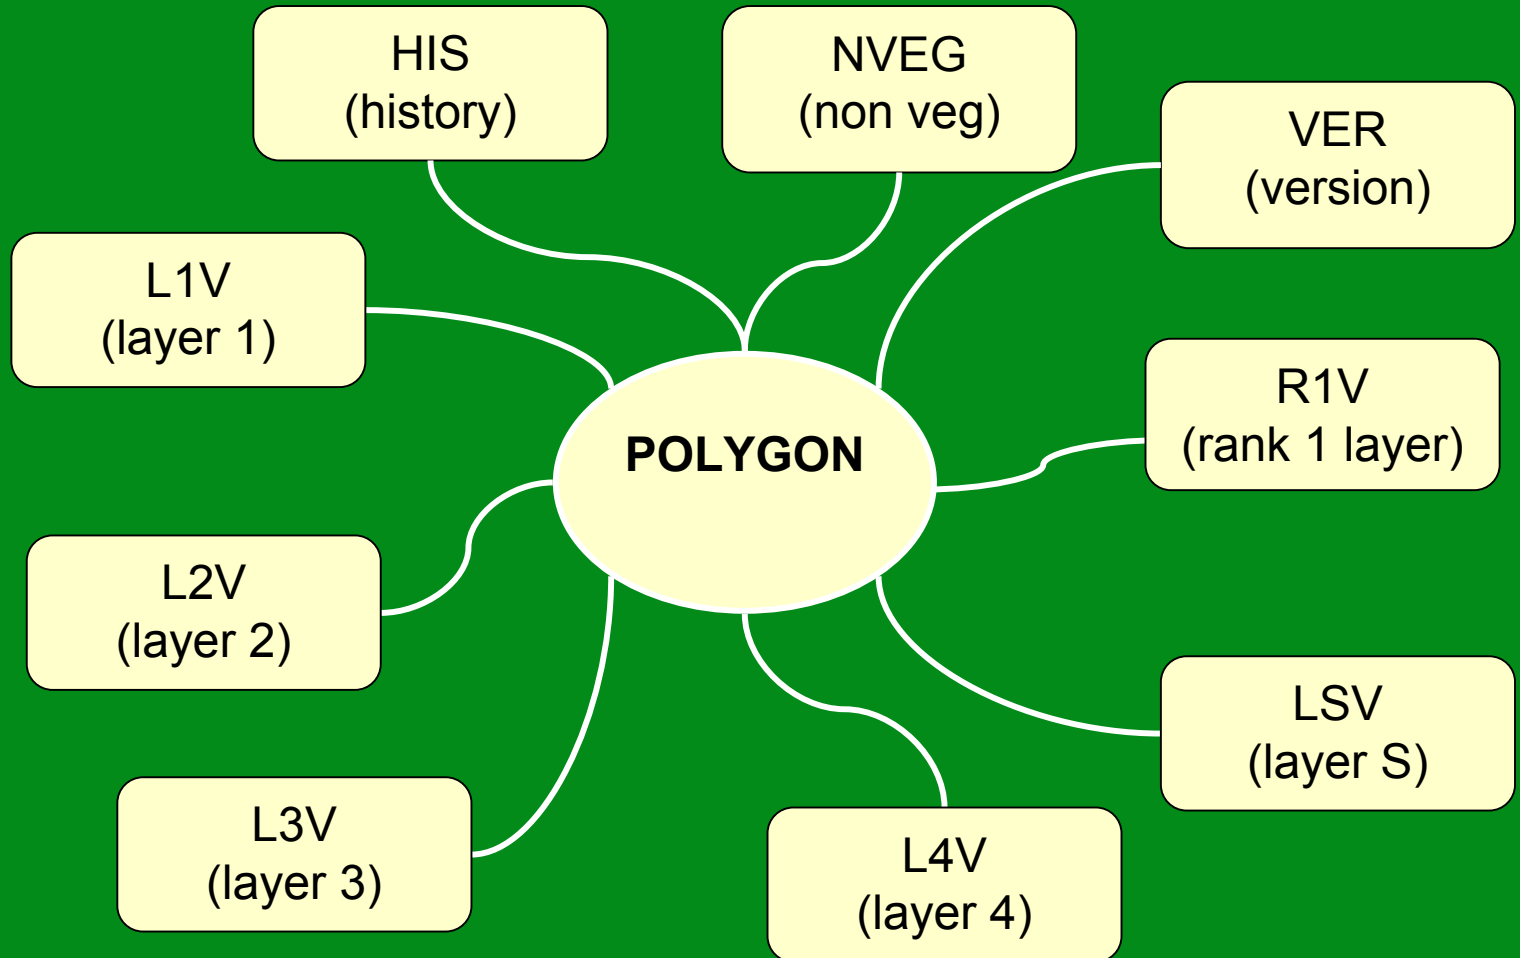 HIS
(history)
NVEG
(non veg)
VER
(version)
L1V
(layer 1)
R1V
(rank 1 layer)
POLYGON
L2V
(layer 2)
LSV
(layer S)
L3V
(layer 3)
L4V
(layer 4)